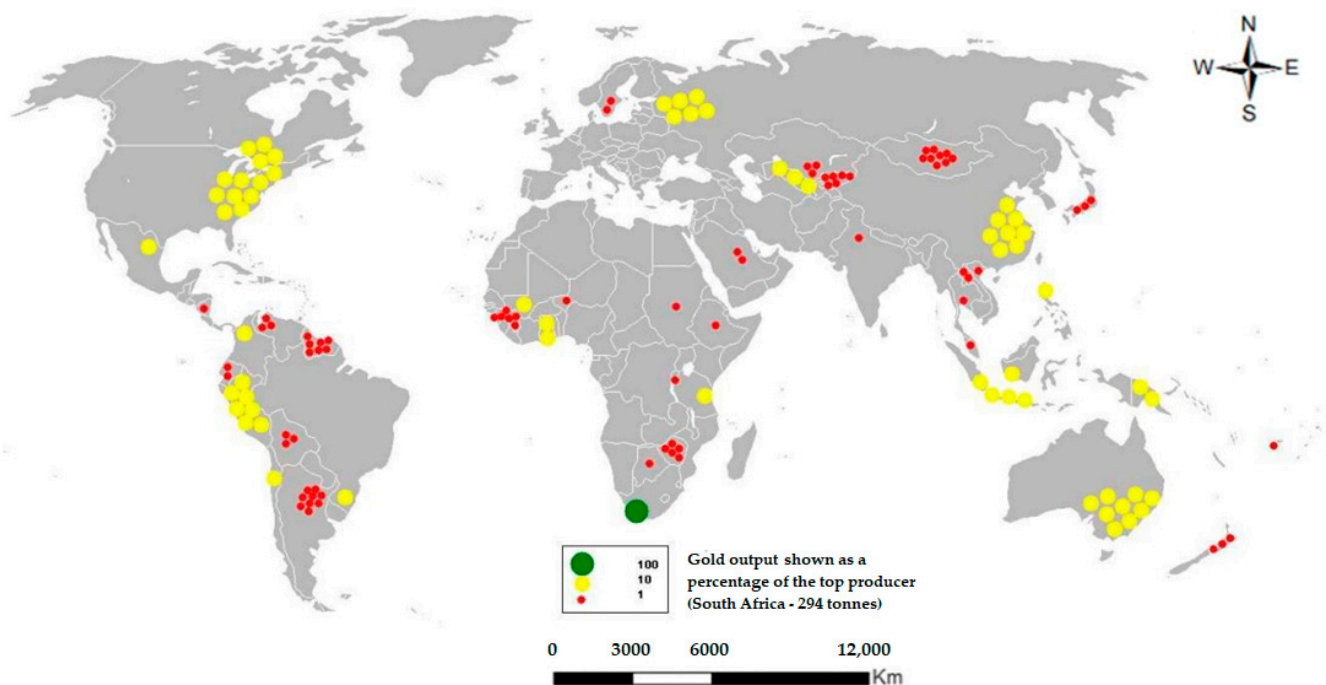 N
W E
S
100
10
1
Gold output shown as a
percentage of the top producer
(South Africa - 294 tonnes)
0 3000 6000 12,000
Km